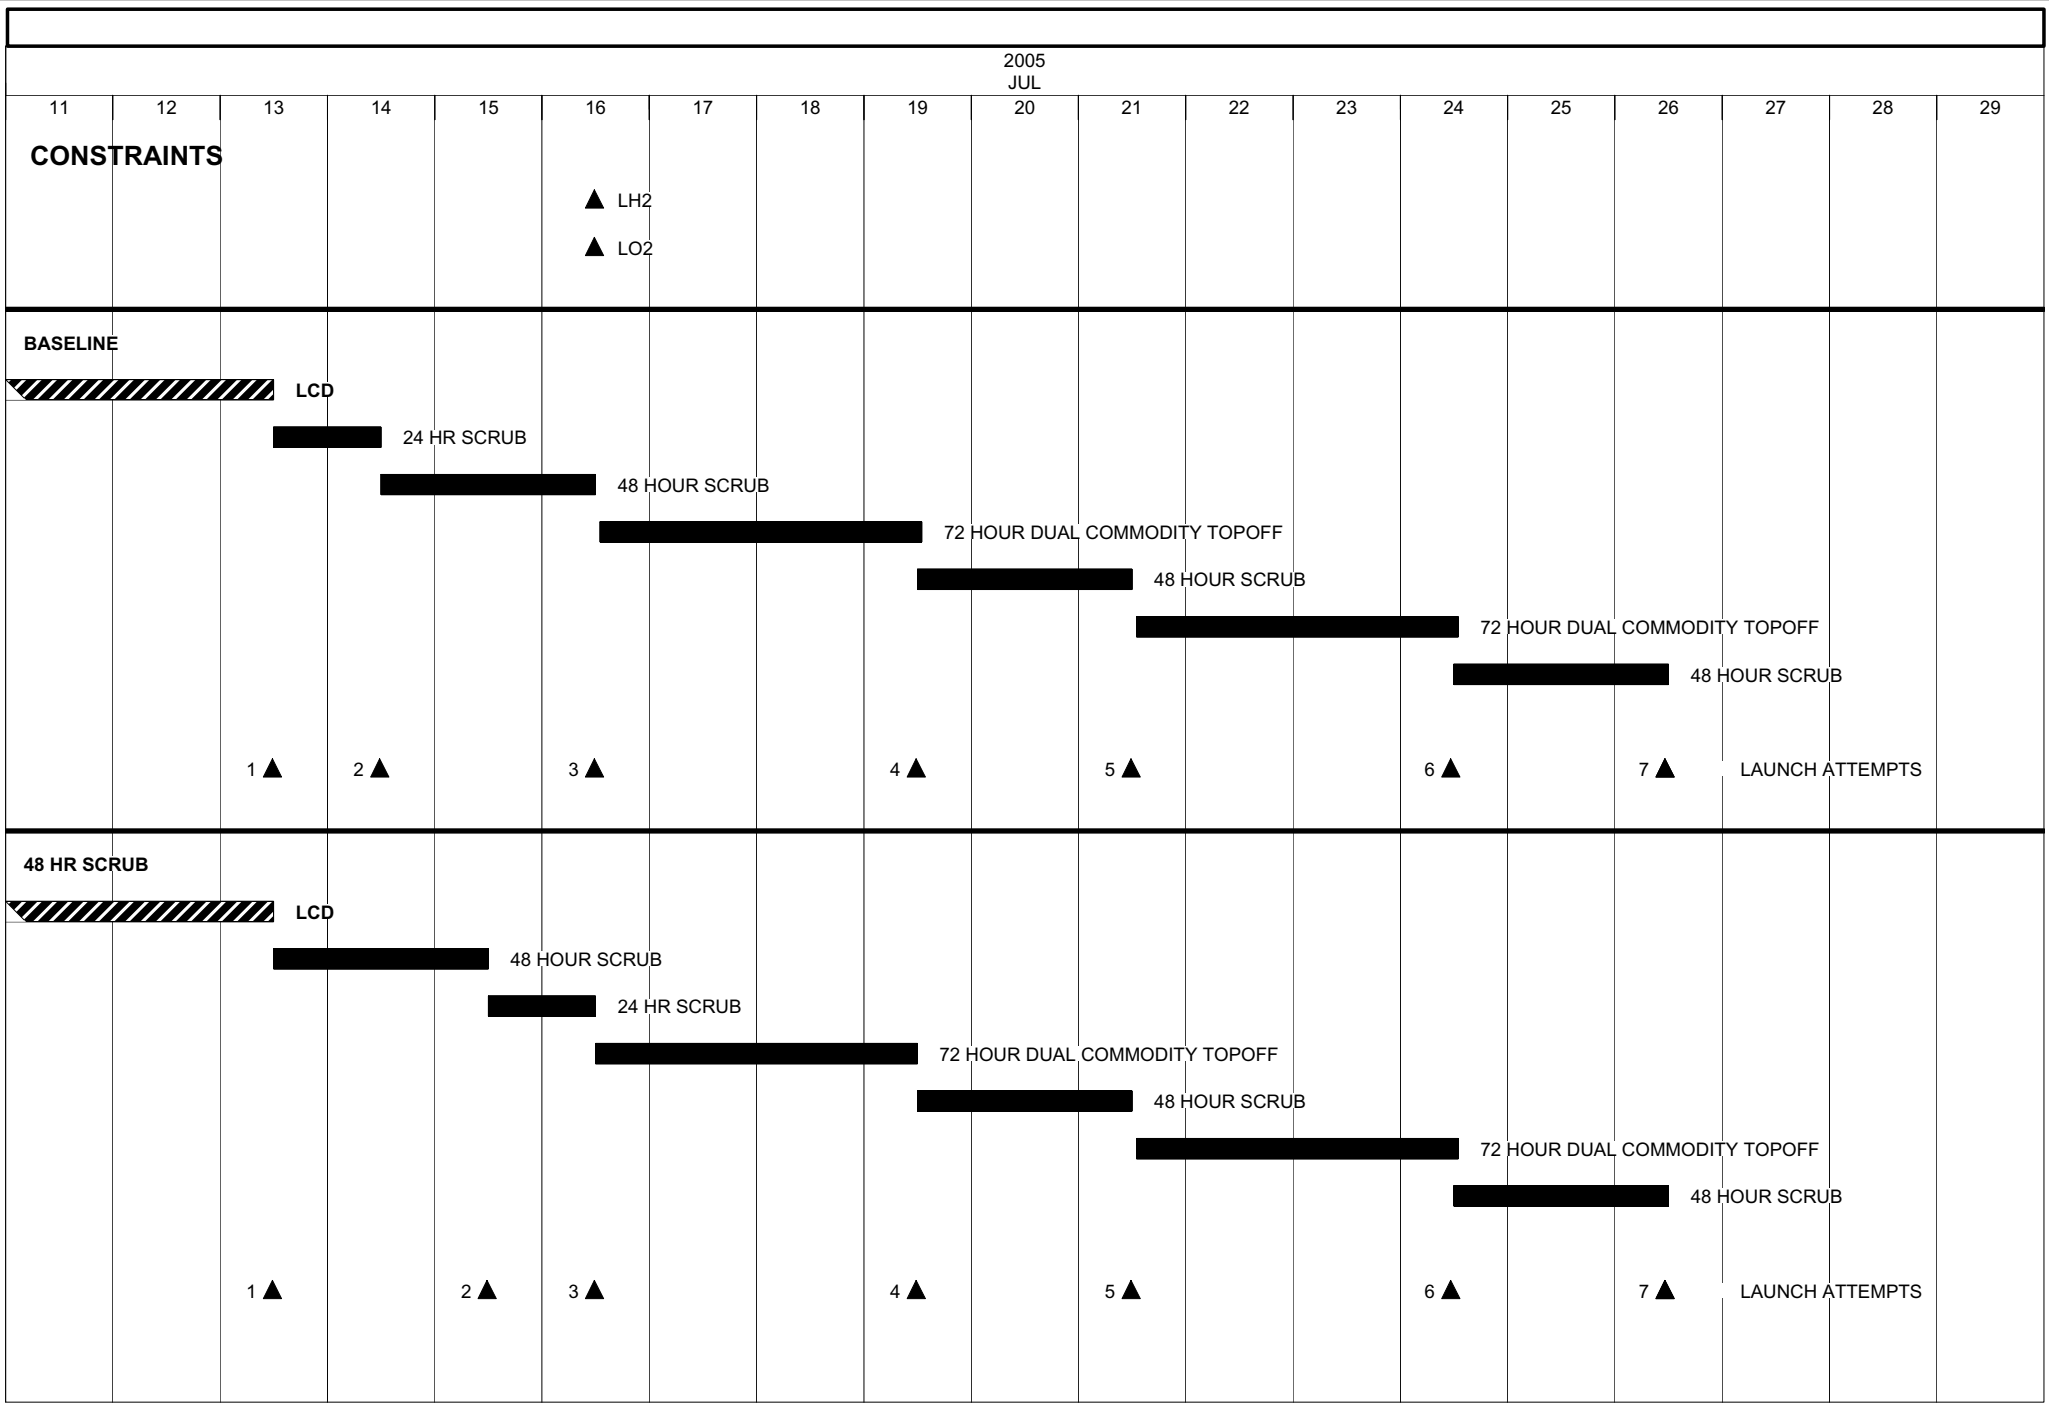 2005
JUL
11 12 13 14 15 16 17 18 19 20 21 22 23 24 25 26 27 28 29
CONSTRAINTS
LH2
LO2
BASELINE
LCD
24 HR SCRUB
48 HOUR SCRUB
72 HOUR DUAL COMMODITY TOPOFF
48 HOUR SCRUB
72 HOUR DUAL COMMODITY TOPOFF
48 HOUR SCRUB
1 2 3 4 5 6 7 LAUNCH ATTEMPTS
48 HR SCRUB
LCD
48 HOUR SCRUB
24 HR SCRUB
72 HOUR DUAL COMMODITY TOPOFF
48 HOUR SCRUB
72 HOUR DUAL COMMODITY TOPOFF
48 HOUR SCRUB
1 2 3 4 5 6 7 LAUNCH ATTEMPTS